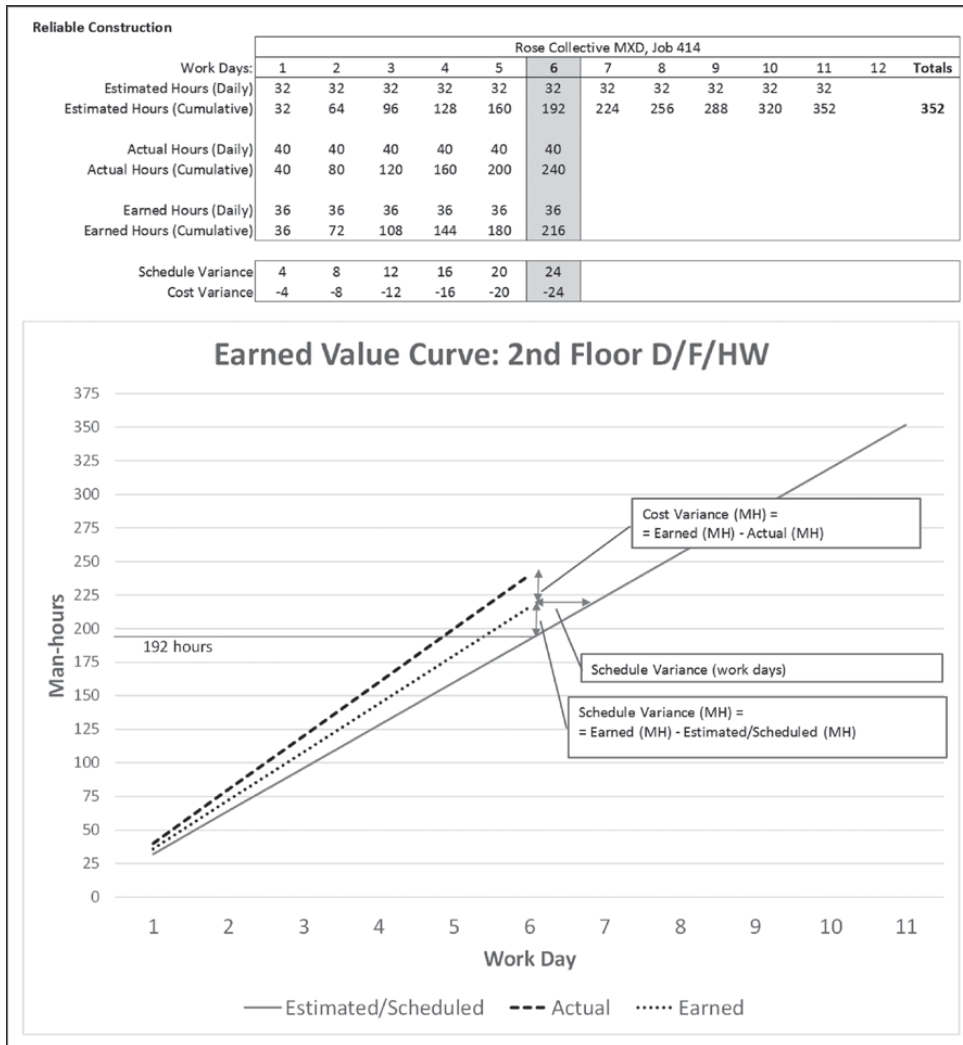 Reliable Construction
Rose Collective MXD, Job 414
Work Days: 1 2 3 4 5 6 7 8 9 10 11 12 Totals
Estimated Hours (Daily) 32 32 32 32 32 32 32 32 32 32 32
Estimated Hours (Cumulative) 32 64 96 128 160 192 224 256 288 320 352 352
Actual Hours (Daily) 40 40 40 40 40 40
Actual Hours (Cumulative) 40 80 120 160 200 240
Earned Hours (Daily) 36 36 36 36 36 36
Earned Hours (Cumulative) 36 72 108 144 180 216
Schedule Variance 4 8 12 16 20 24
Cost Variance -4 -8 -12 -16 -20 -24
Earned Value Curve: 2nd Floor D/F/HW
375
350
325
300
275
250
225
200
175
150
125
100
75
50
25
0
Man-hours
192 hours
Cost Variance (MH) =
= Earned (MH) - Actual (MH)
Schedule Variance (work days)
Schedule Variance (MH) =
= Earned (MH) - Estimated/Scheduled (MH)
1 2 3 4 5 6 7 8 9 10 11
Work Day
Estimated/Scheduled Actual Earned